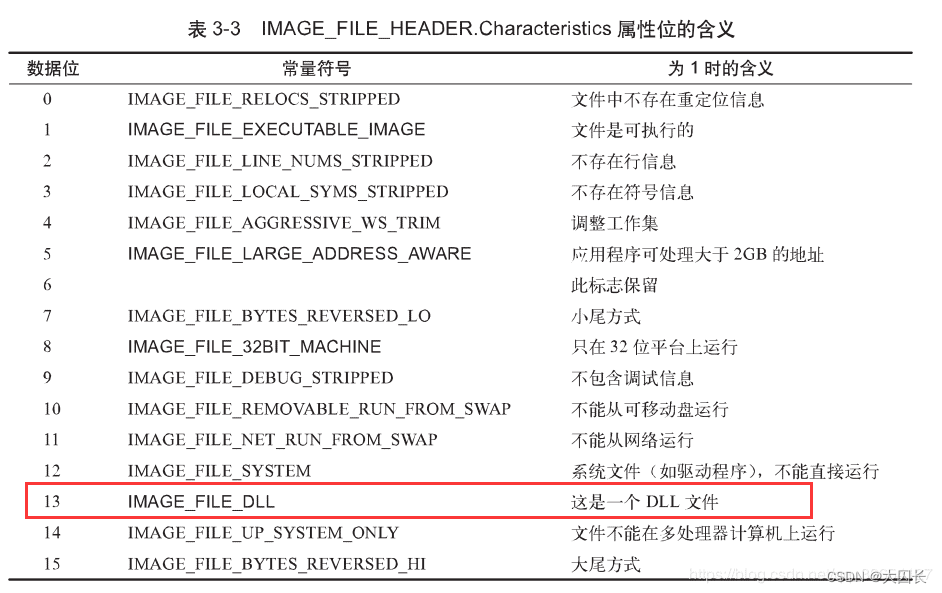 表 3-3 IMAGE_FILE_HEADER.Characteristics 属性位的含义
数据位 常量符号 为 1 时的含义
0 IMAGE_FILE_RELOCS_STRIPPED 文件中不存在重定位信息
1 IMAGE_FILE_EXECUTABLE_IMAGE 文件是可执行的
2 IMAGE_FILE_LINE_NUMS_STRIPPED 不存在行信息
3 IMAGE_FILE_LOCAL_SYMS_STRIPPED 不存在符号信息
4 IMAGE_FILE_AGGRESSIVE_WS_TRIM 调整工作集
5 IMAGE_FILE_LARGE_ADDRESS_AWARE 应用程序可处理大于 2GB 的地址
6 此标志保留
7 IMAGE_FILE_BYTES_REVERSED_LO 小尾方式
8 IMAGE_FILE_32BIT_MACHINE 只在 32 位平台上运行
9 IMAGE_FILE_DEBUG_STRIPPED 不包含调试信息
10 IMAGE_FILE_REMOVABLE_RUN_FROM_SWAP 不能从可移动盘运行
11 IMAGE_FILE_NET_RUN_FROM_SWAP 不能从网络运行
12 IMAGE_FILE_SYSTEM 系统文件（如驱动程序），不能直接运行
13 IMAGE_FILE_DLL 这是一个 DLL 文件
14 IMAGE_FILE_UP_SYSTEM_ONLY 文件不能在多处理器计算机上运行
15 IMAGE_FILE_BYTES_REVERSED_HI 大尾方式
CSDN @大囚长